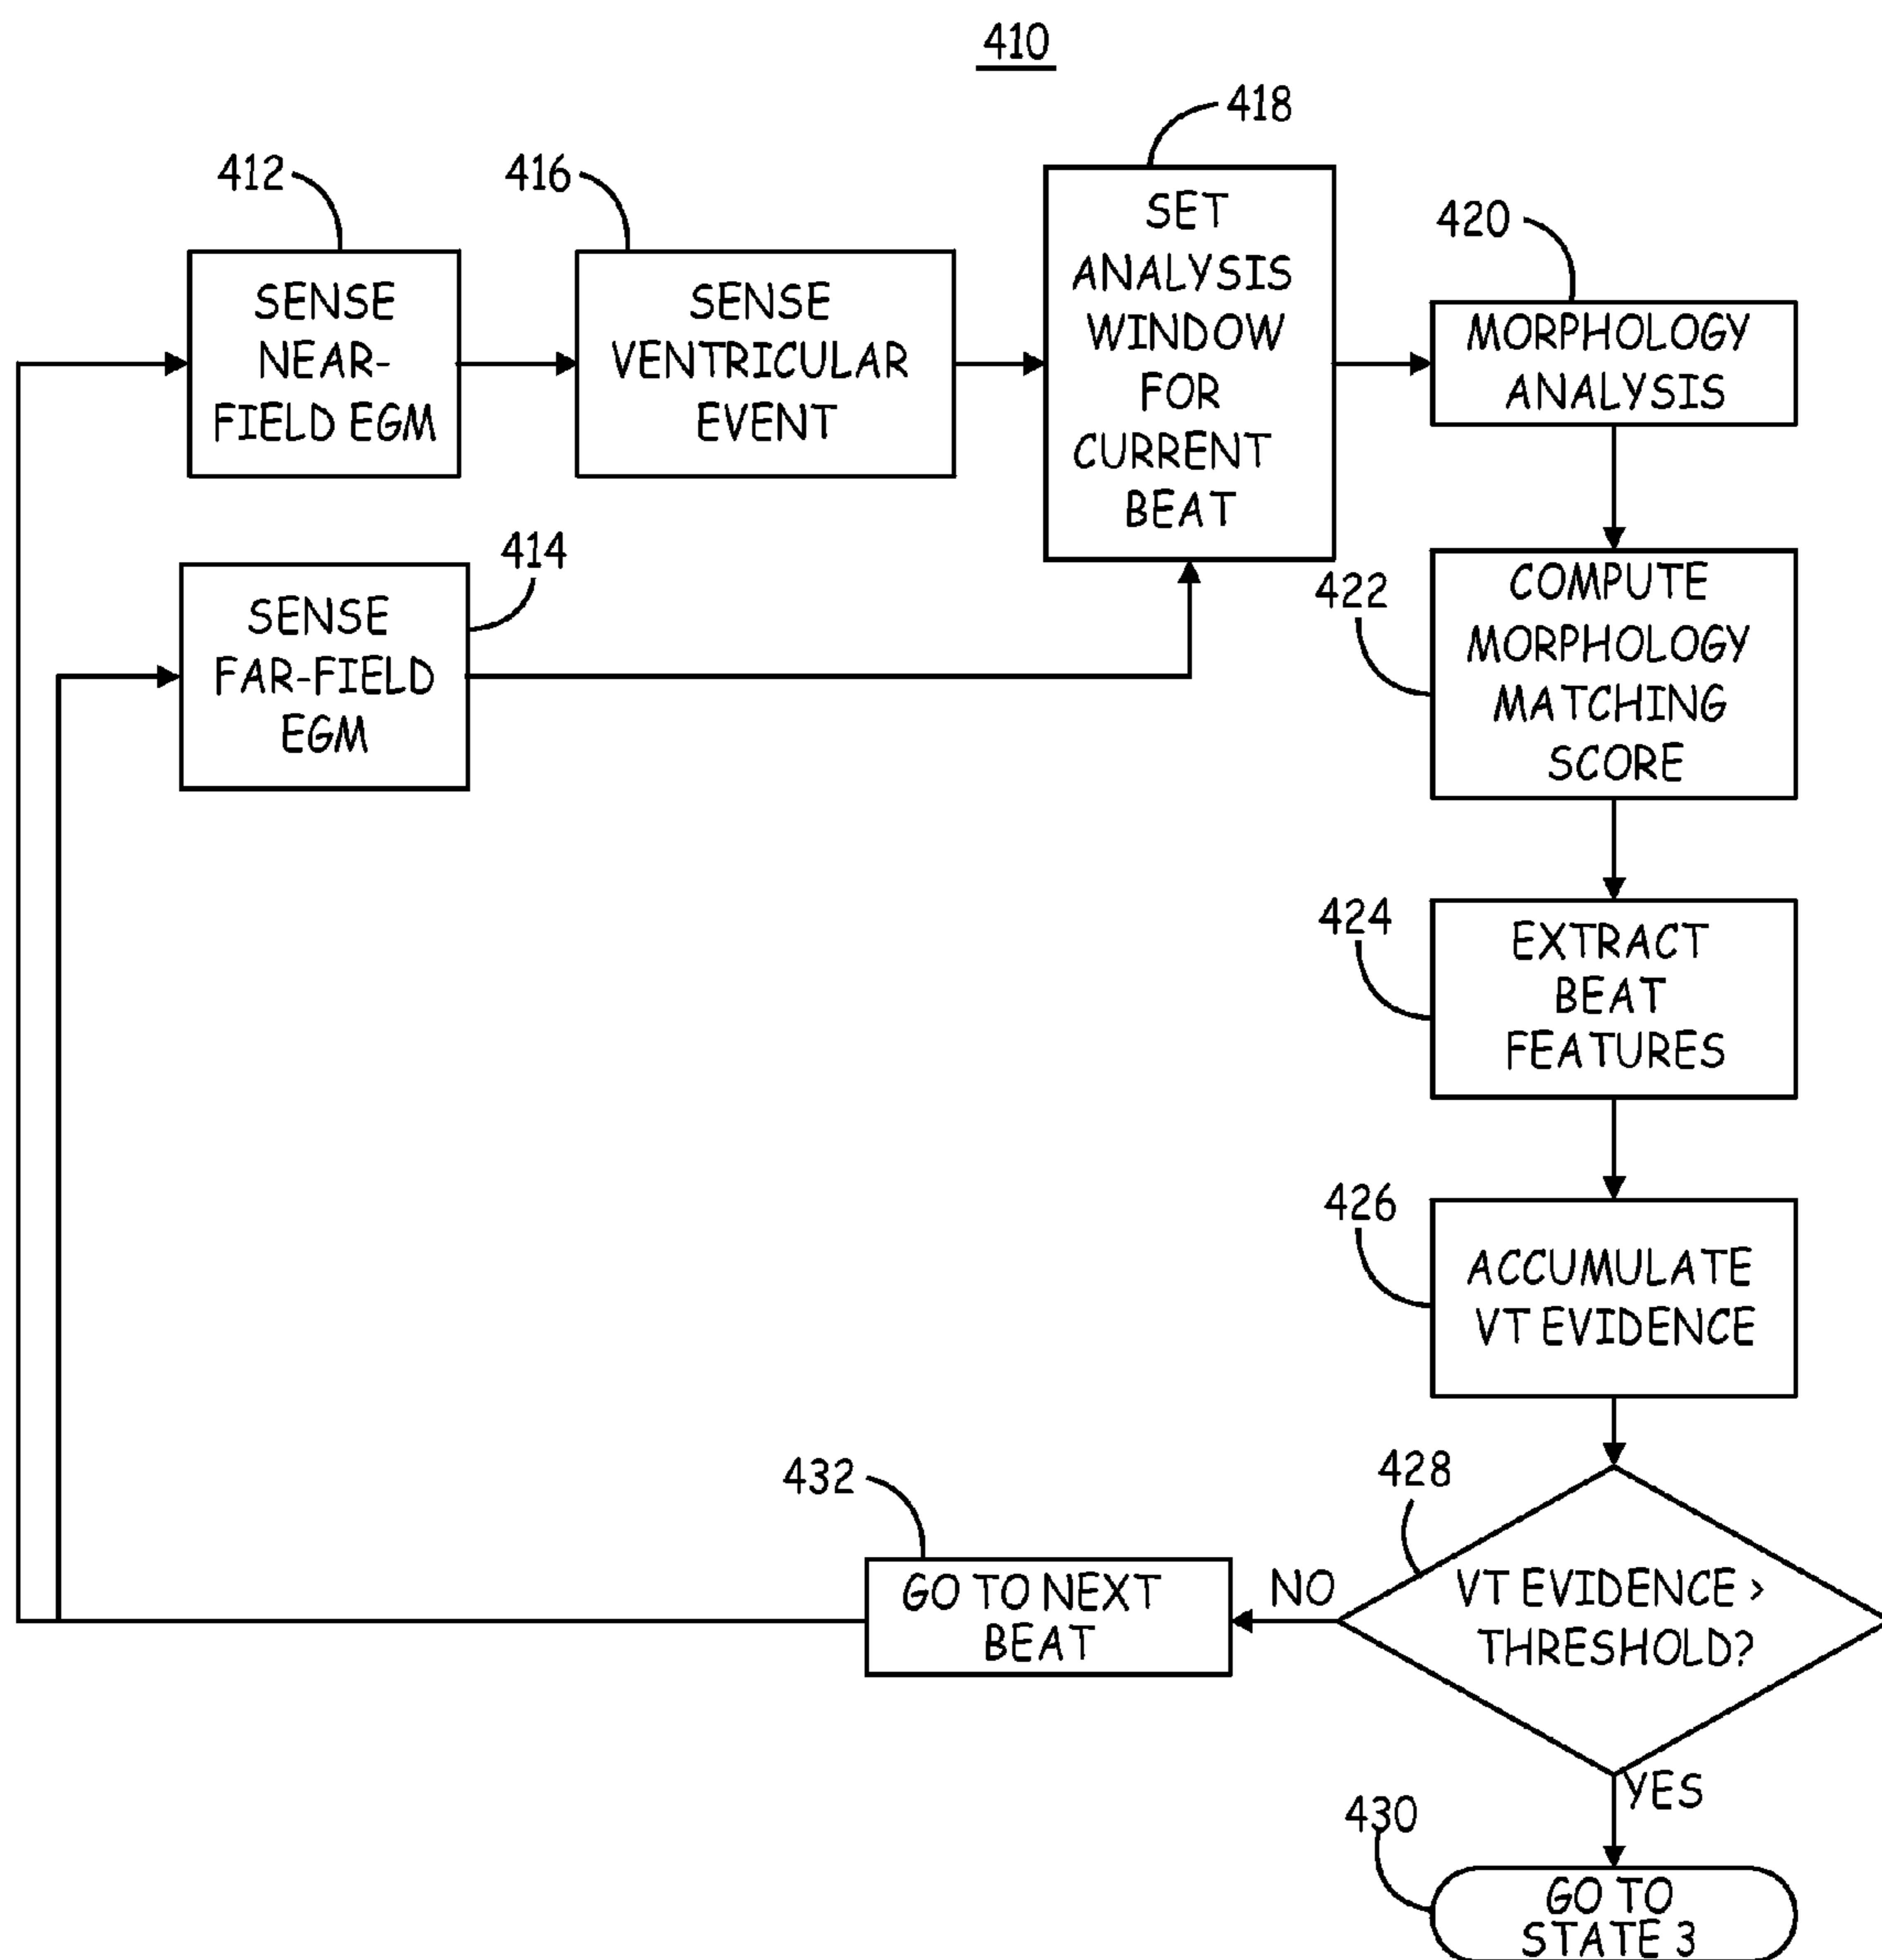 410
412
SENSE
NEAR-
FIELD EGM
416
SENSE
VENTRICULAR
EVENT
418
SET
ANALYSIS
WINDOW
FOR
CURRENT
BEAT
420
MORPHOLOGY
ANALYSIS
414
SENSE
FAR-FIELD
EGM
422
COMPUTE
MORPHOLOGY
MATCHING
SCORE
424
EXTRACT
BEAT
FEATURES
426
ACCUMULATE
VT EVIDENCE
428
VT EVIDENCE >
THRESHOLD?
NO
432
GO TO NEXT
BEAT
YES
430
GO TO
STATE 3